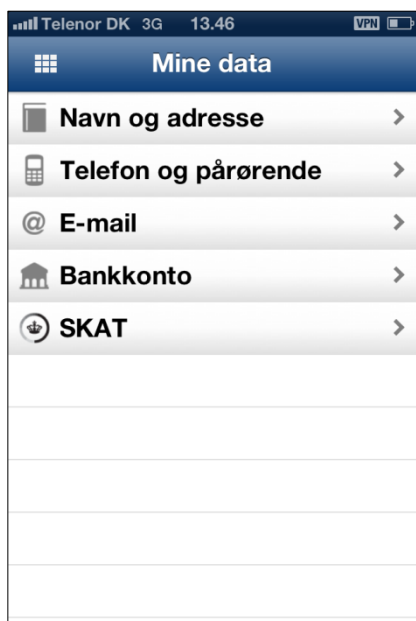 Telenor DK 3G 13.46 VPN
Mine data
Navn og adresse
Telefon og pårørende
@ E-mail
Bankkonto
SKAT